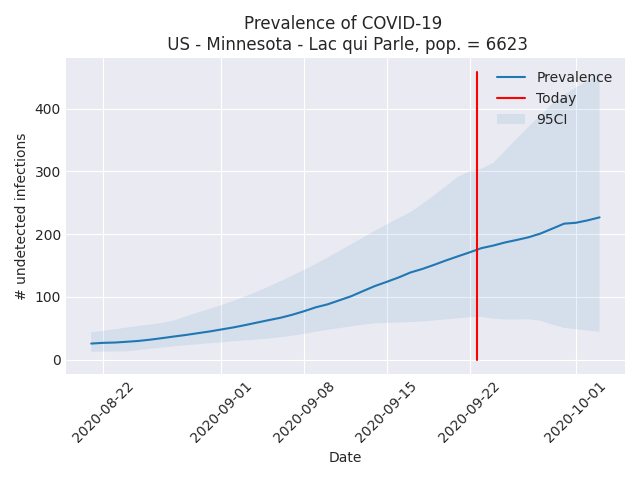 Prevalence of COVID-19
US - Minnesota - Lac qui Parle, pop. = 6623
Prevalence
Today
95CI
# undetected infections
400
300
200
100
0
2020-08-22
2020-09-01
2020-09-08
2020-09-15
2020-09-22
2020-10-01
Date